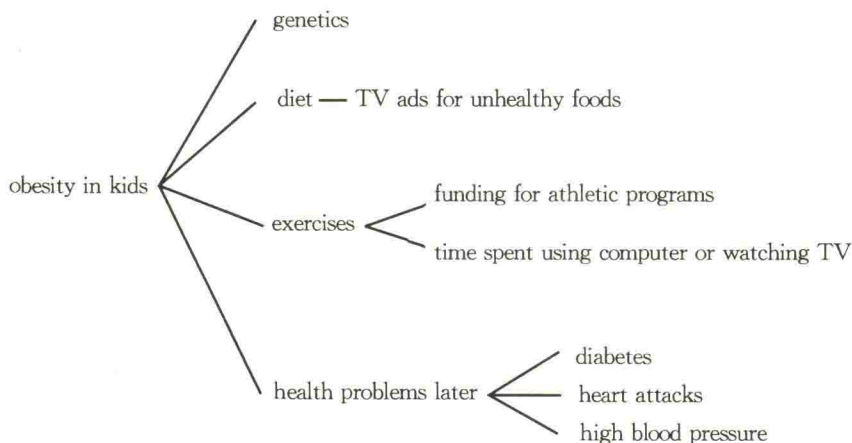 genetics
diet — TV ads for unhealthy foods
obesity in kids
funding for athletic programs
exercises
time spent using computer or watching TV
diabetes
health problems later
heart attacks
high blood pressure